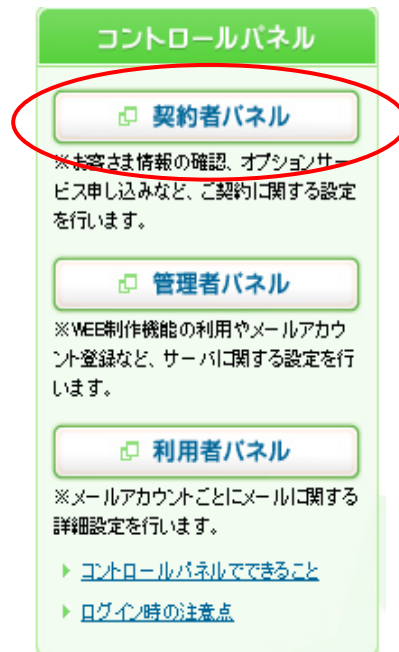 コントロールパネル
契約者パネル
※お客さま情報の確認、オプションサー
ビス申し込みなど、ご契約に関する設定
を行います。
管理者パネル
※WEB制作機能の利用やメールアカウ
ント登録など、サーバに関する設定を行
います。
利用者パネル
※メールアカウントごとにメールに関する
詳細設定を行います。
コントロールパネルでできること
ログイン時の注意点